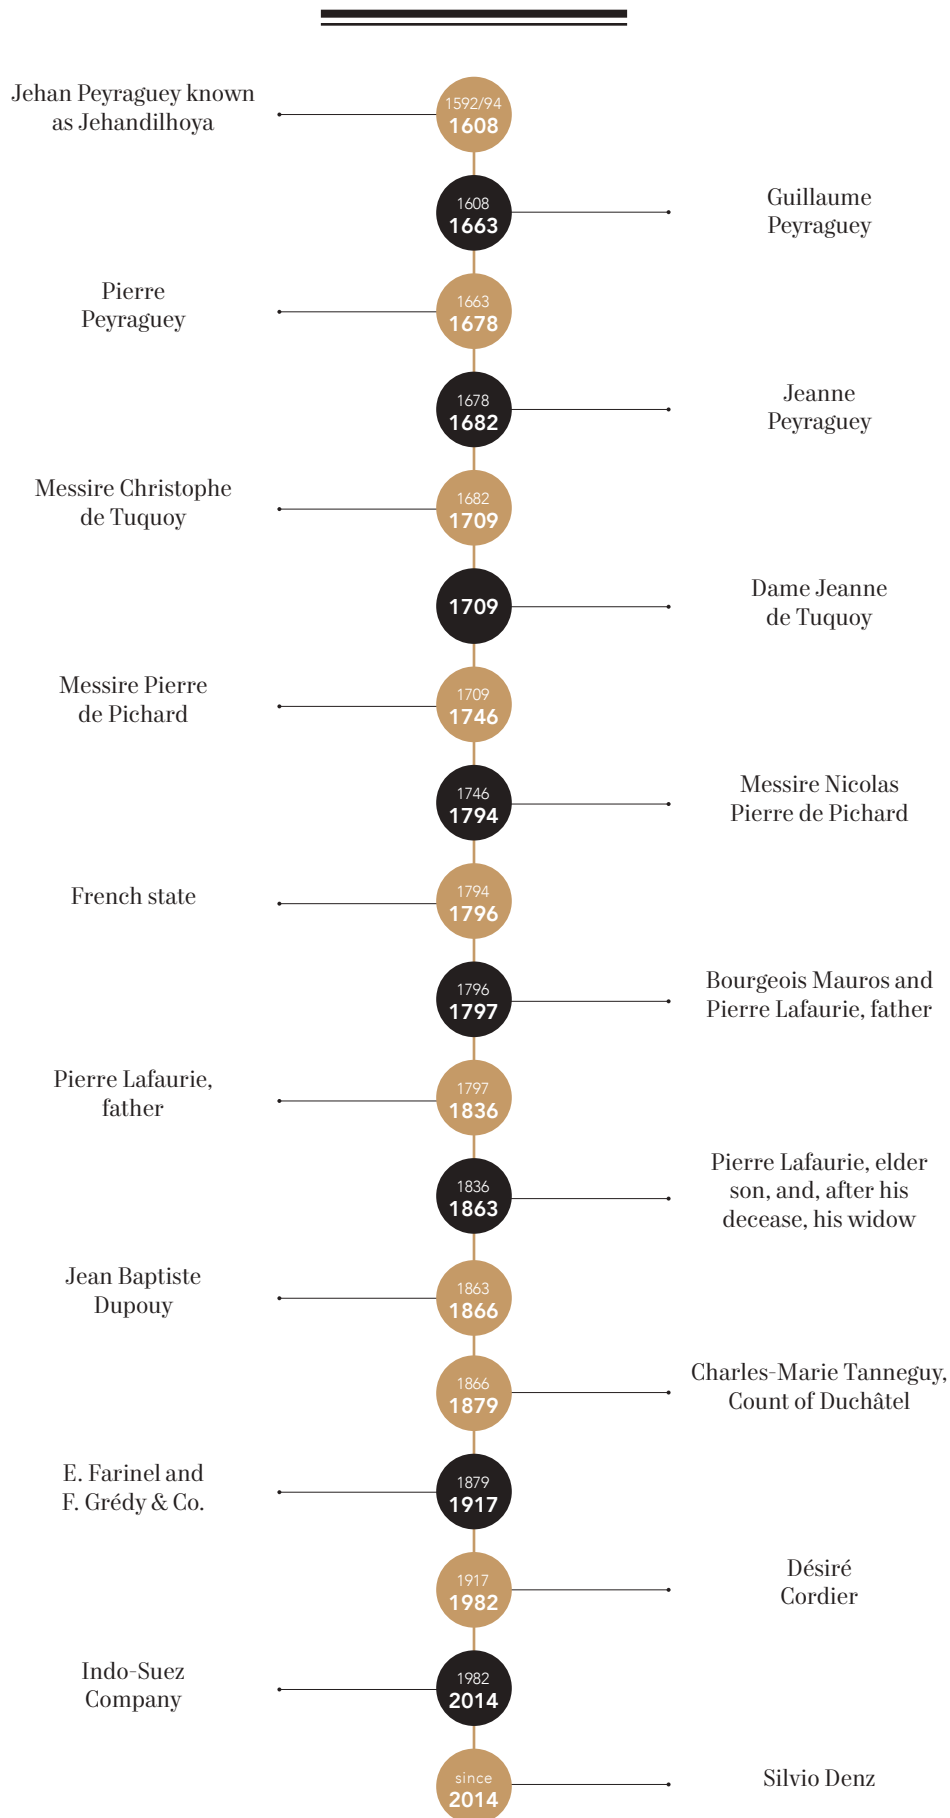 Jehan Peyraguey known
as Jehandilhoya
1592/94
1608
1608
1663
Guillaume
Peyraguey
Pierre
Peyraguey
1663
1678
1678
1682
Jeanne
Peyraguey
Messire Christophe
de Tuquoy
1682
1709
1709
Dame Jeanne
de Tuquoy
Messire Pierre
de Pichard
1709
1746
1746
1794
Messire Nicolas
Pierre de Pichard
French state
1794
1796
1796
1797
Bourgeois Mauros and
Pierre Lafaurie, father
Pierre Lafaurie,
father
1797
1836
1836
1863
Pierre Lafaurie, elder
son, and, after his
decease, his widow
Jean Baptiste
Dupouy
1863
1866
1866
1879
Charles-Marie Tanneguy,
Count of Duchâtel
E. Farinel and
F. Grédy & Co.
1879
1917
1917
1982
Désiré
Cordier
Indo-Suez
Company
1982
2014
since
2014
Silvio Denz